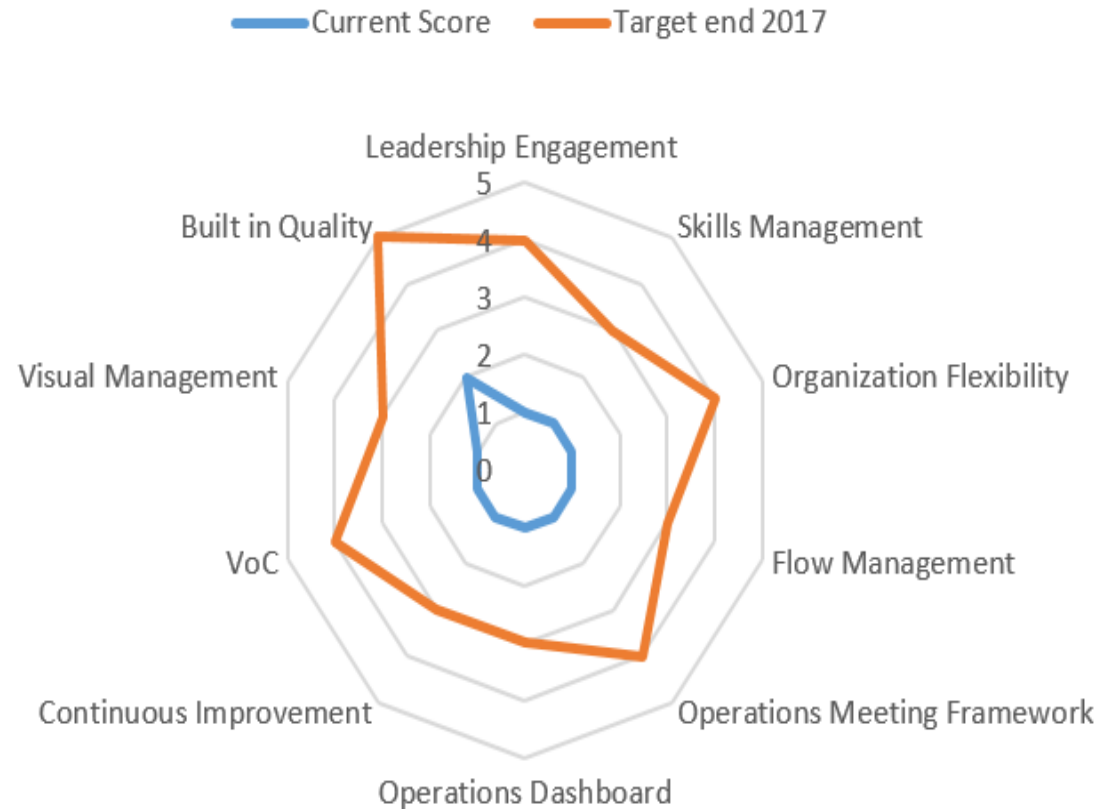 Current Score Target end 2017
Leadership Engagement
5
Built in Quality
Skills Management
4
3
2
Visual Management
Organization Flexibility
1
0
VoC
Flow Management
Continuous Improvement
Operations Meeting Framework
Operations Dashboard